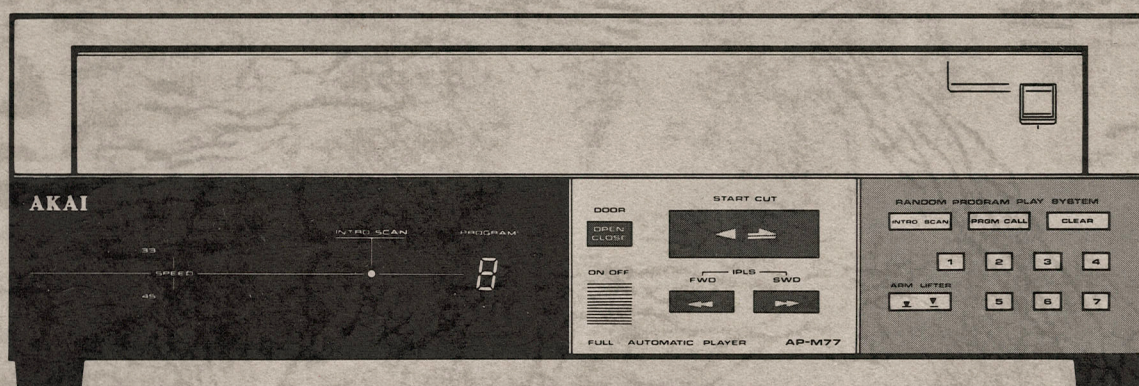 AKAI
33
SPEED
45
INTRO SCAN
PROGRAM
8
DOOR
OPEN
CLOSE
ON OFF
START CUT
IPLS
FWD
SWD
FULL AUTOMATIC PLAYER AP-M77
RANDOM PROGRAM PLAY SYSTEM
INTRO SCAN PRGM CALL CLEAR
1 2 3 4
ARM LIFTER
5 6 7